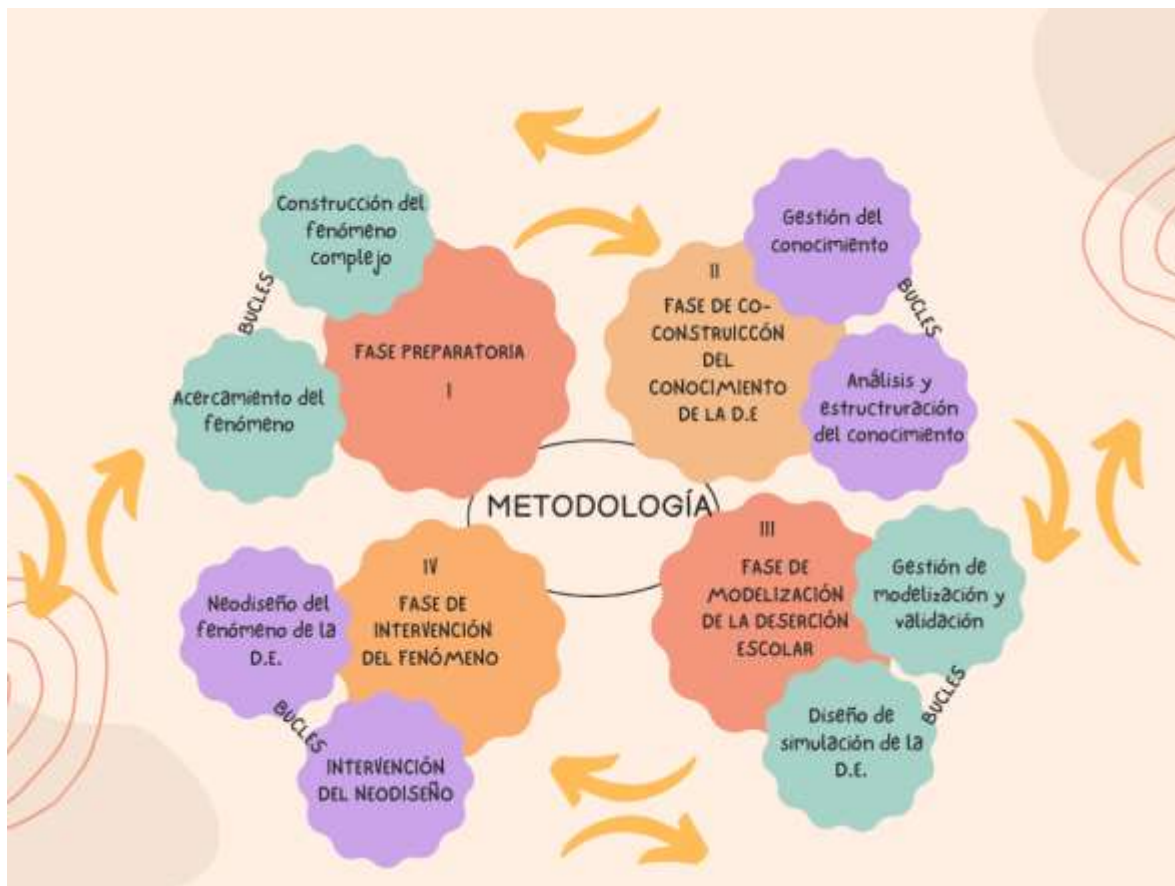 Construcción del
fenómeno
complejo
BUCLES
Acercamiento del
fenómeno
FASE PREPARATORIA
I
II
FASE DE CO-
CONSTRUICCÓN
DEL
CONOCIMIENTO
DE LA D.E
Gestión del
conocimiento
BUCLES
Análisis y
estructruración
del conocimiento
METODOLOGÍA
III
FASE DE
MODELIZACIÓN
DE LA DESERCIÓN
ESCOLAR
Gestión de
modelización y
validación
BUCLES
Diseño de
simulación de la
D.E.
IV
FASE DE
INTERVENCIÓN
DEL FENÓMENO
Neodiseño del
fenómeno de la
D.E.
BUCLES
INTERVENCIÓN
DEL NEODISEÑO